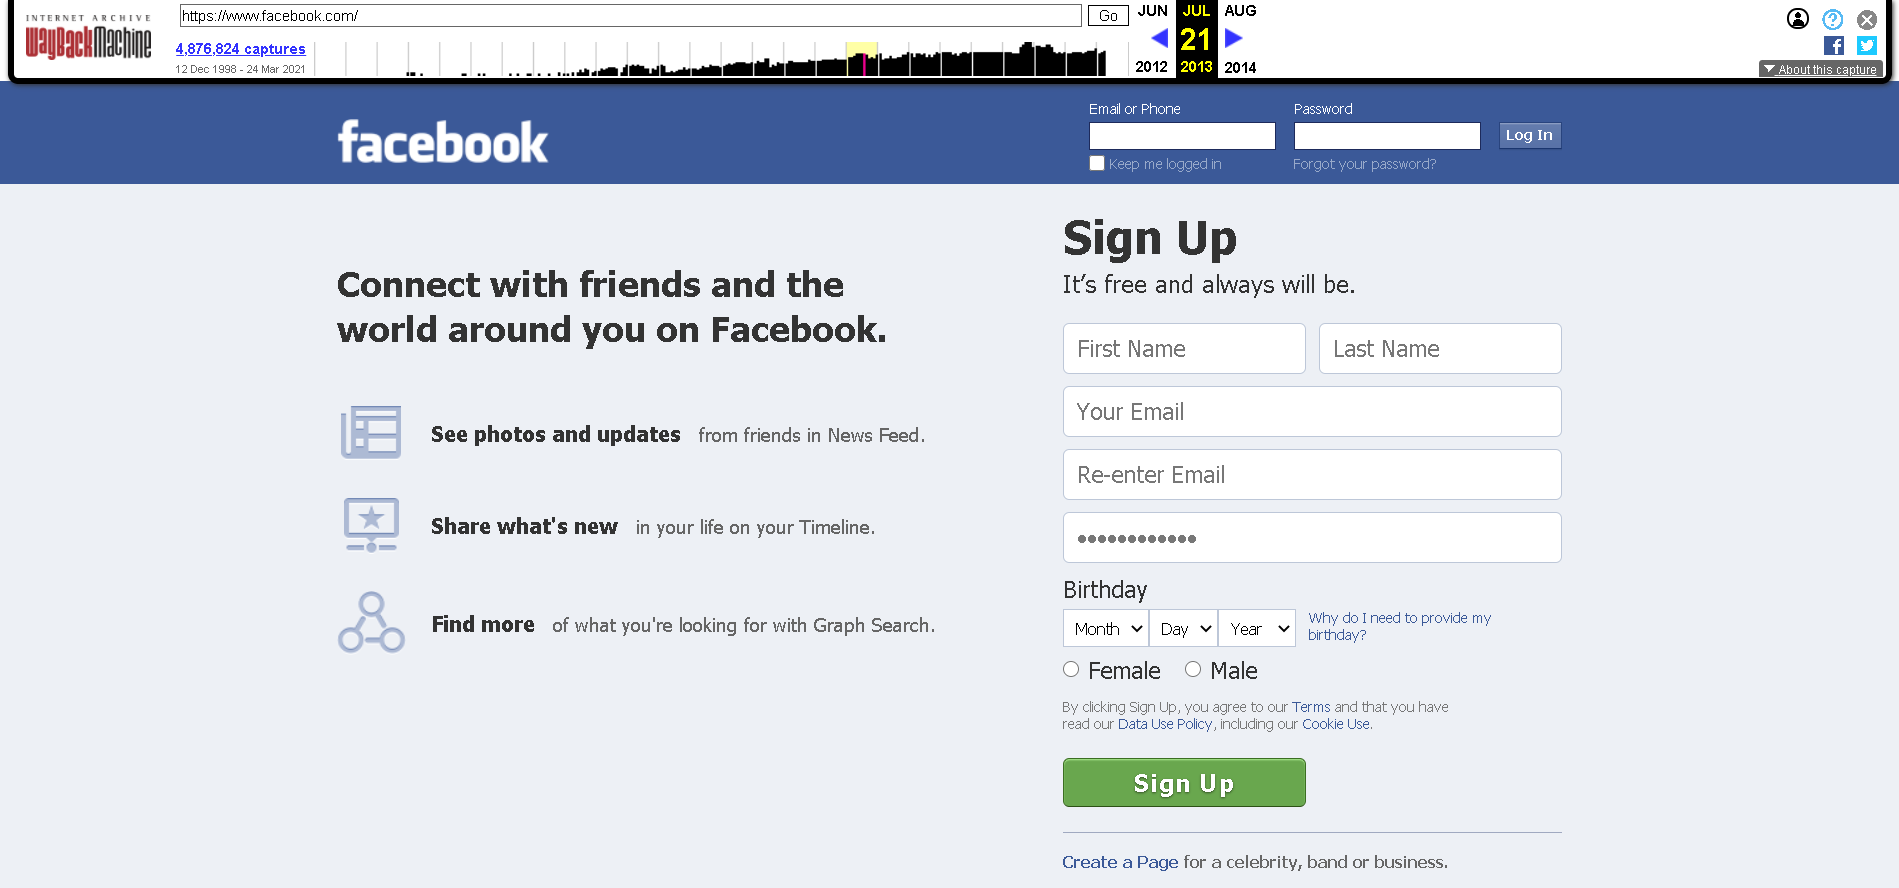 INTERNET ARCHIVE
WayBackMachine
https://www.facebook.com/
Go
4,876,824 captures
12 Dec 1998 - 24 Mar 2021
JUN JUL AUG
21
2012 2013 2014
About this capture
facebook
Email or Phone
Password
Log In
Keep me logged in
Forgot your password?
Connect with friends and the
world around you on Facebook.
See photos and updates from friends in News Feed.
Share what's new in your life on your Timeline.
Find more of what you're looking for with Graph Search.
Sign Up
It’s free and always will be.
First Name
Last Name
Your Email
Re-enter Email
••••••••••••
Birthday
Month Day Year
Why do I need to provide my
birthday?
Female Male
By clicking Sign Up, you agree to our Terms and that you have
read our Data Use Policy, including our Cookie Use.
Sign Up
Create a Page for a celebrity, band or business.